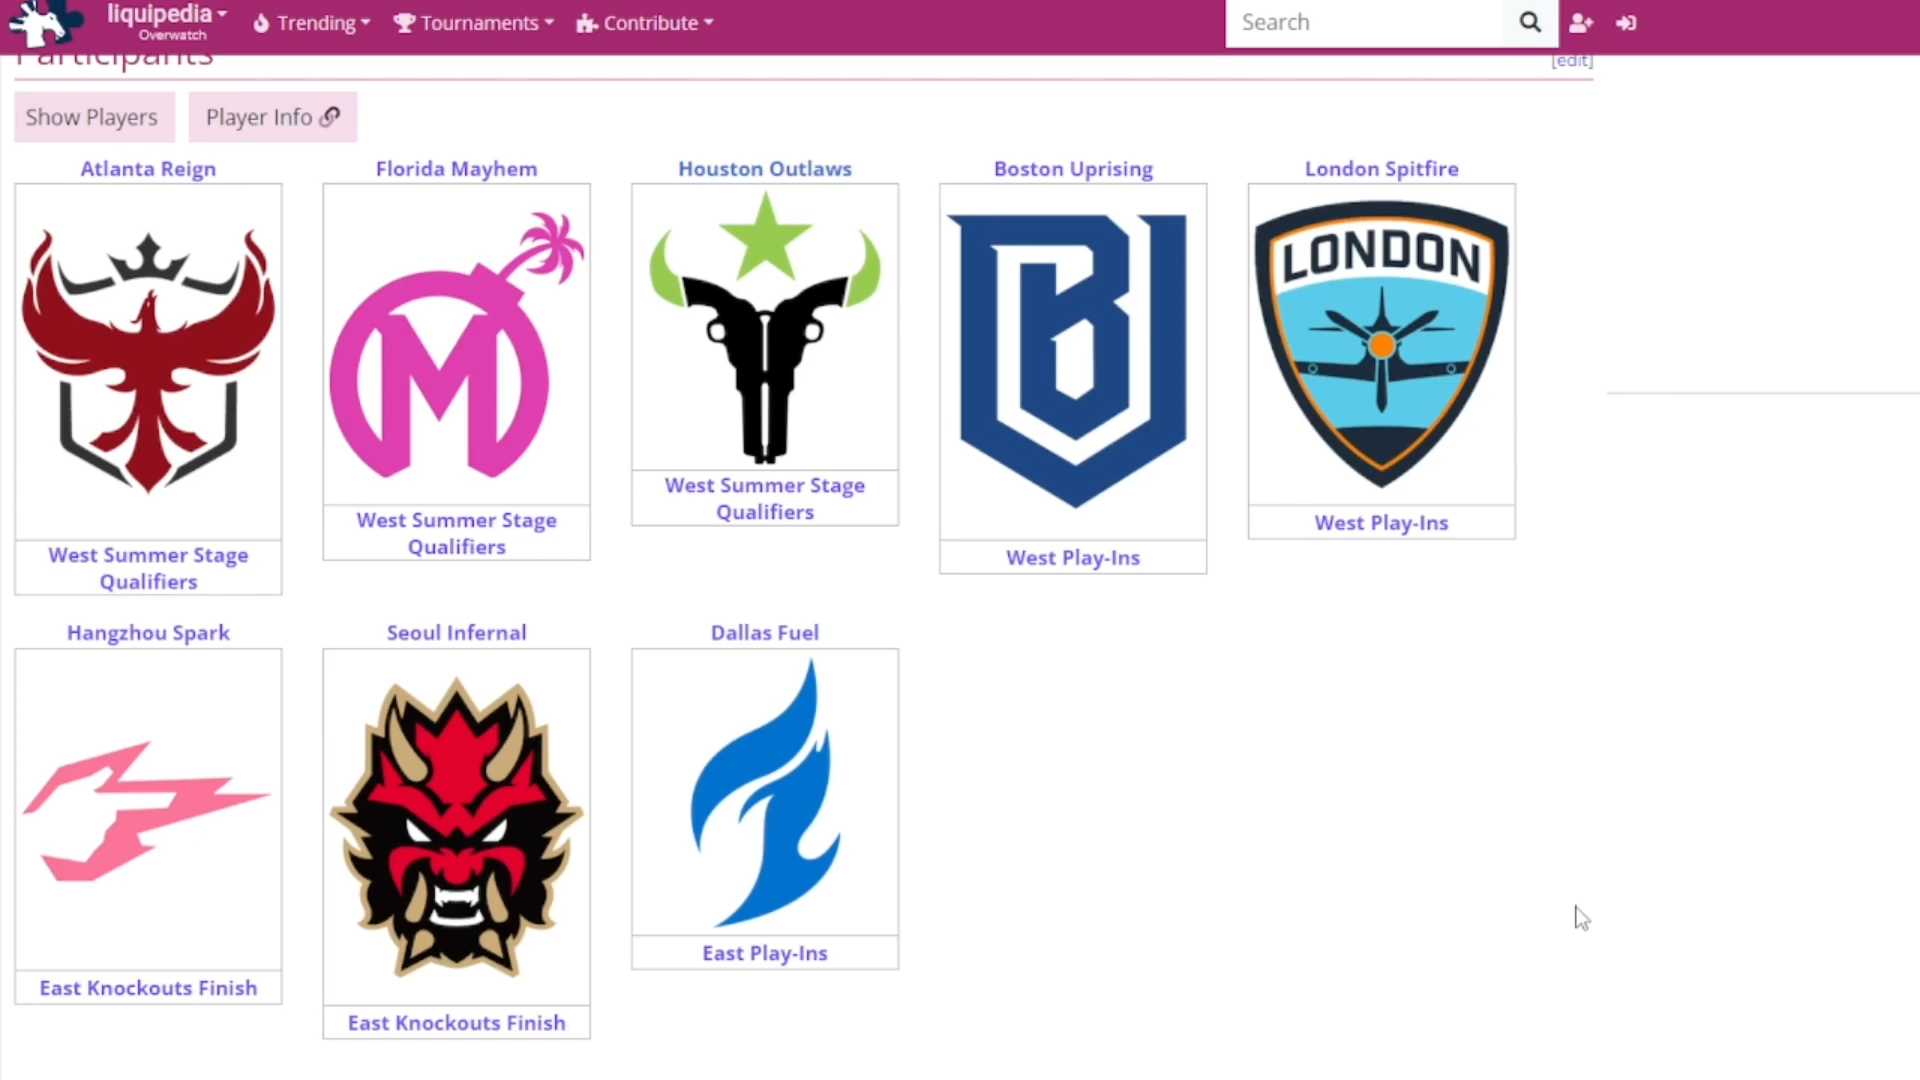 liquipedia
Overwatch
Trending
Tournaments
Contribute
Search
Participants
[edit]
Show Players
Player Info
Atlanta Reign
Florida Mayhem
Houston Outlaws
Boston Uprising
London Spitfire
M
B
LONDON
West Summer Stage
Qualifiers
West Summer Stage
Qualifiers
West Summer Stage
Qualifiers
West Play-Ins
West Play-Ins
Hangzhou Spark
Seoul Infernal
Dallas Fuel
East Knockouts Finish
East Knockouts Finish
East Play-Ins